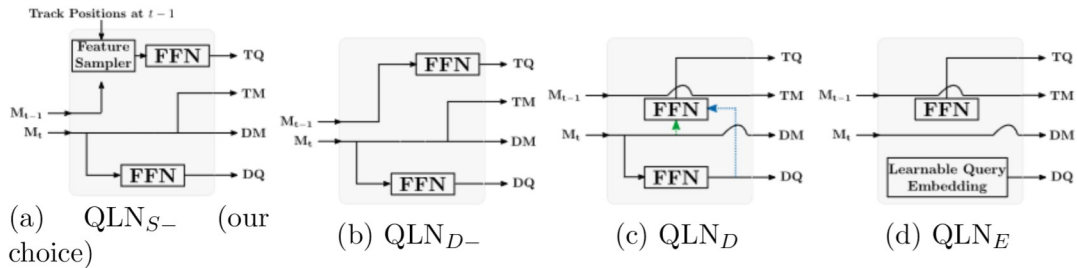 Track Positions at t − 1
Feature
Sampler
FFN
TQ
TM
M_{t−1}
M_t
DM
FFN
DQ
(a) QLN_{S−} (our
choice)
FFN
TQ
TM
M_{t−1}
M_t
DM
FFN
DQ
(b) QLN_{D−}
TQ
M_{t−1}
TM
FFN
M_t
DM
FFN
DQ
(c) QLN_D
TQ
M_{t−1}
TM
FFN
M_t
DM
Learnable Query
Embedding
DQ
(d) QLN_E